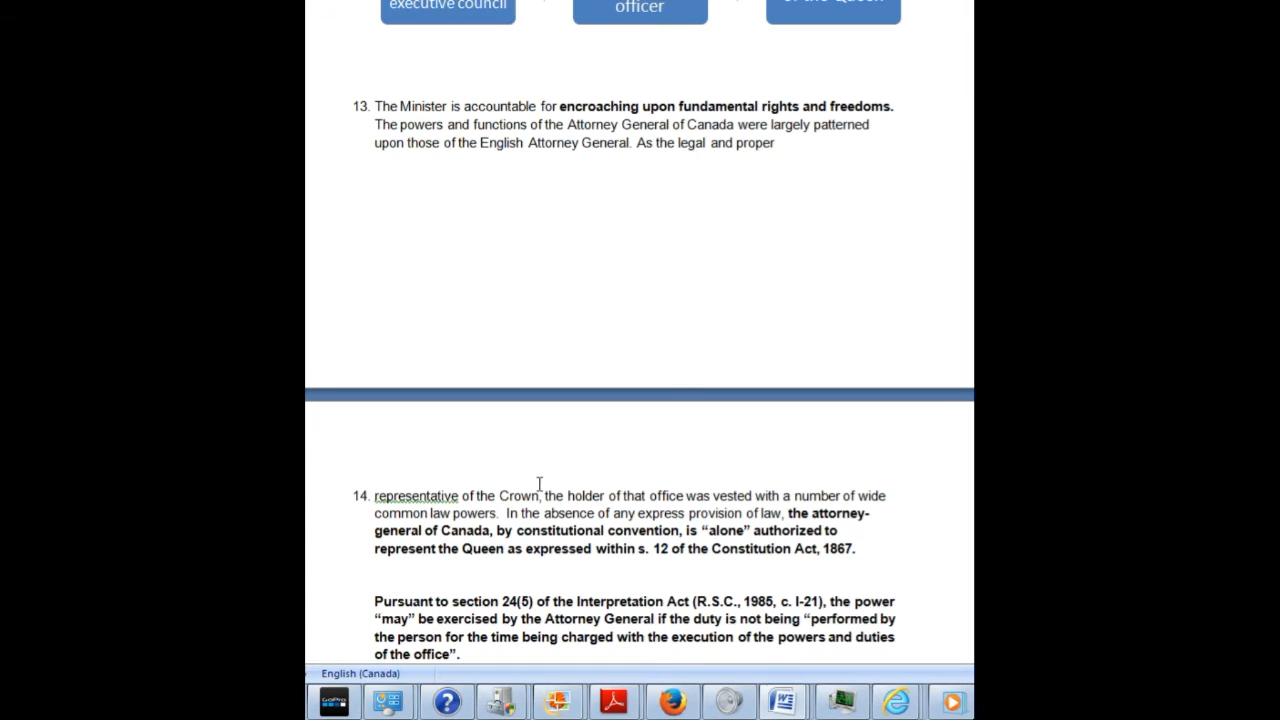 executive council
officer
of the Queen
13. The Minister is accountable for encroaching upon fundamental rights and freedoms.
The powers and functions of the Attorney General of Canada were largely patterned
upon those of the English Attorney General. As the legal and proper
14. representative of the Crown, the holder of that office was vested with a number of wide
common law powers. In the absence of any express provision of law, the attorney-
general of Canada, by constitutional convention, is “alone” authorized to
represent the Queen as expressed within s. 12 of the Constitution Act, 1867.
Pursuant to section 24(5) of the Interpretation Act (R.S.C., 1985, c. I-21), the power
“may” be exercised by the Attorney General if the duty is not being “performed by
the person for the time being charged with the execution of the powers and duties
of the office”.
English (Canada)
GoPro